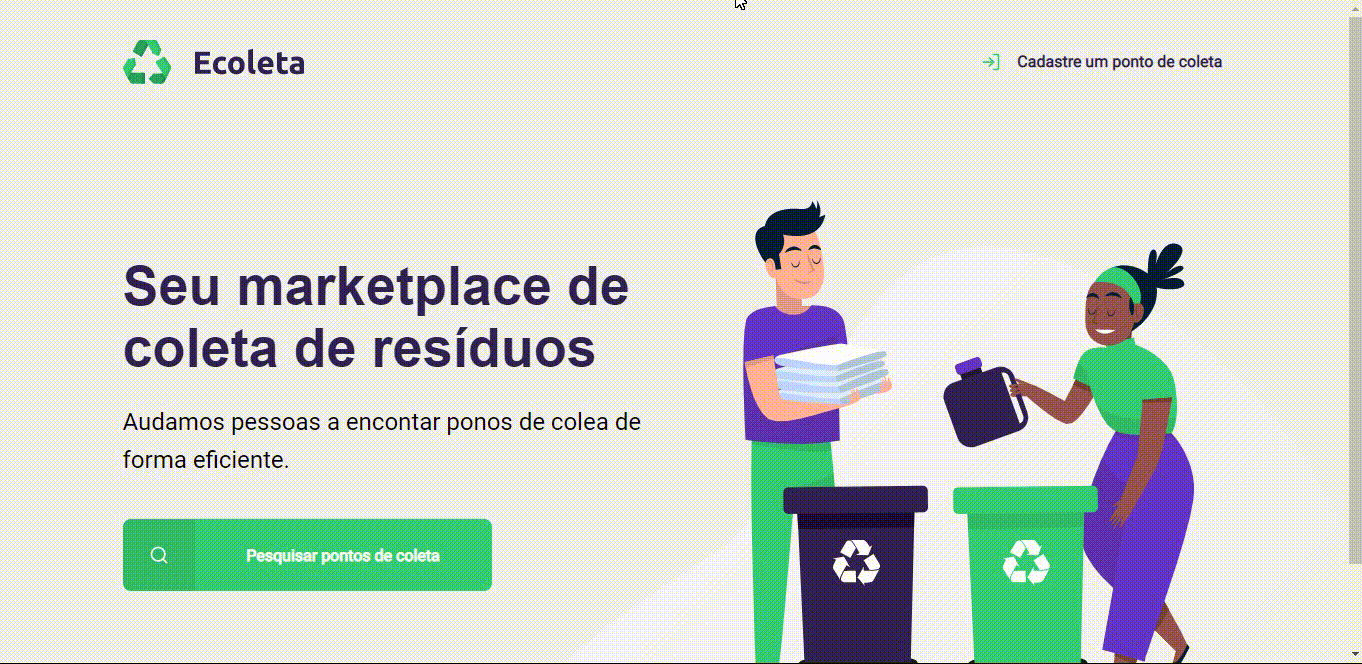 Ecoleta
Cadastre um ponto de coleta
Seu marketplace de
coleta de resíduos
Audamos pessoas a encontar ponos de colea de
forma eficiente.
Pesquisar pontos de coleta